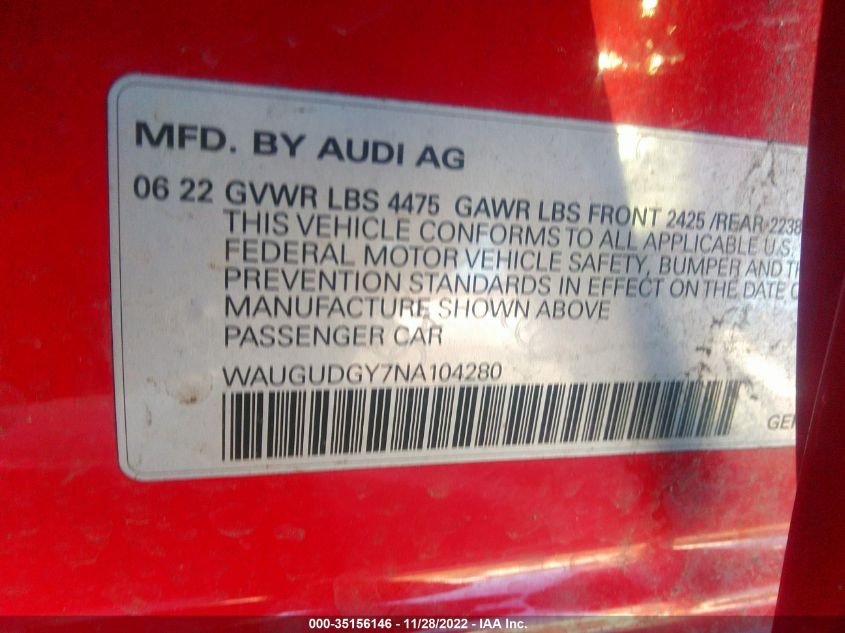 MFD. BY AUDI AG
06 22 GVWR LBS 4475 GAWR LBS FRONT 2425 /REAR 2238
THIS VEHICLE CONFORMS TO ALL APPLICABLE U.S.
FEDERAL MOTOR VEHICLE SAFETY, BUMPER AND
PREVENTION STANDARDS IN EFFECT ON THE DATE
MANUFACTURE SHOWN ABOVE
PASSENGER CAR
WAUGUDGY7NA104280
000-35156146 - 11/28/2022 - IAA Inc.